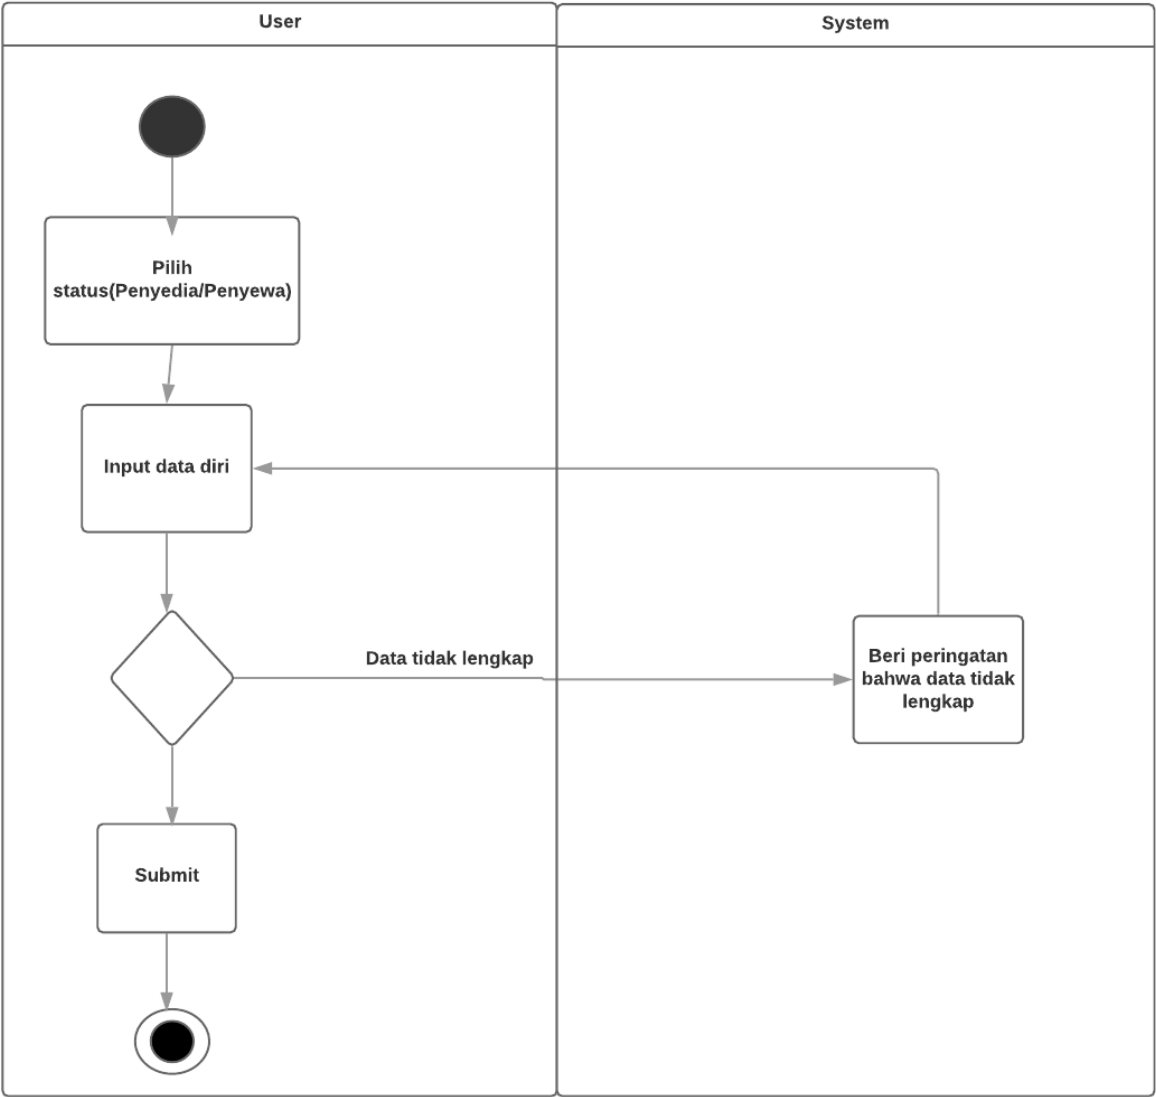 User
System
Pilih
status(Penyedia/Penyewa)
Input data diri
Data tidak lengkap
Beri peringatan
bahwa data tidak
lengkap
Submit